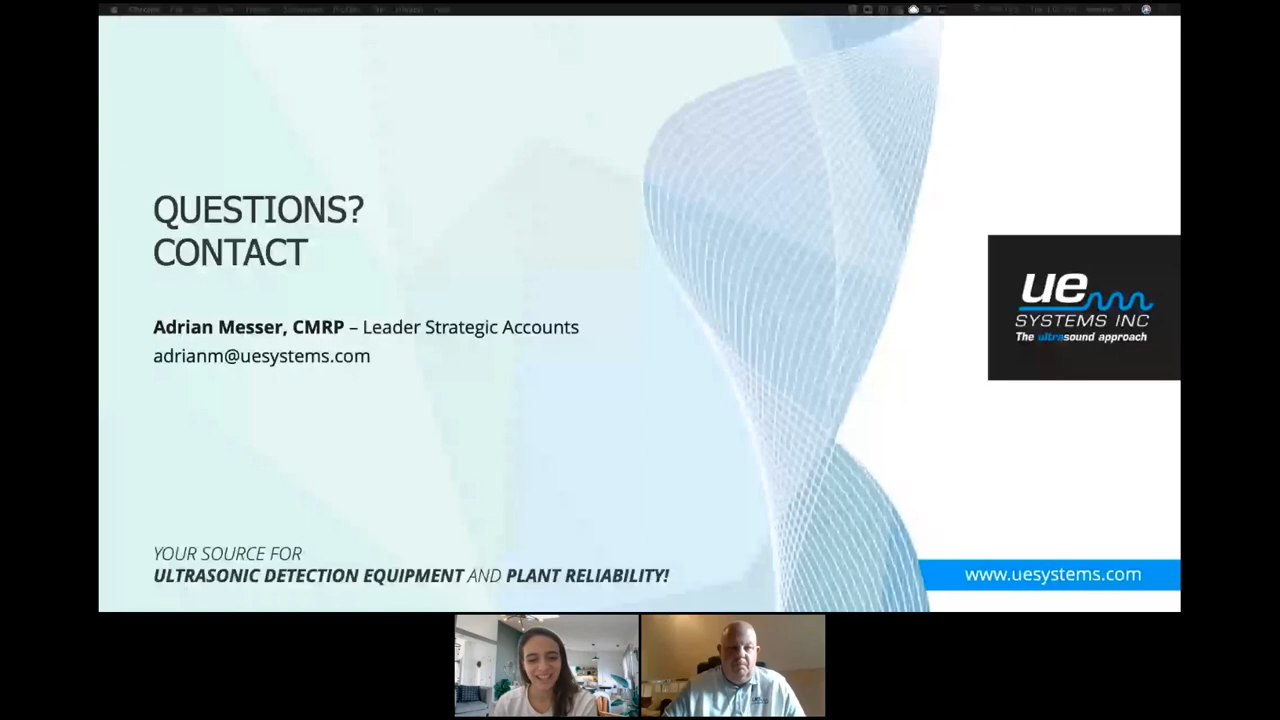 QUESTIONS?
CONTACT
Adrian Messer, CMRP – Leader Strategic Accounts
adrianm@uesystems.com
ue
SYSTEMS INC
The ultrasound approach
YOUR SOURCE FOR
ULTRASONIC DETECTION EQUIPMENT AND PLANT RELIABILITY!
www.uesystems.com